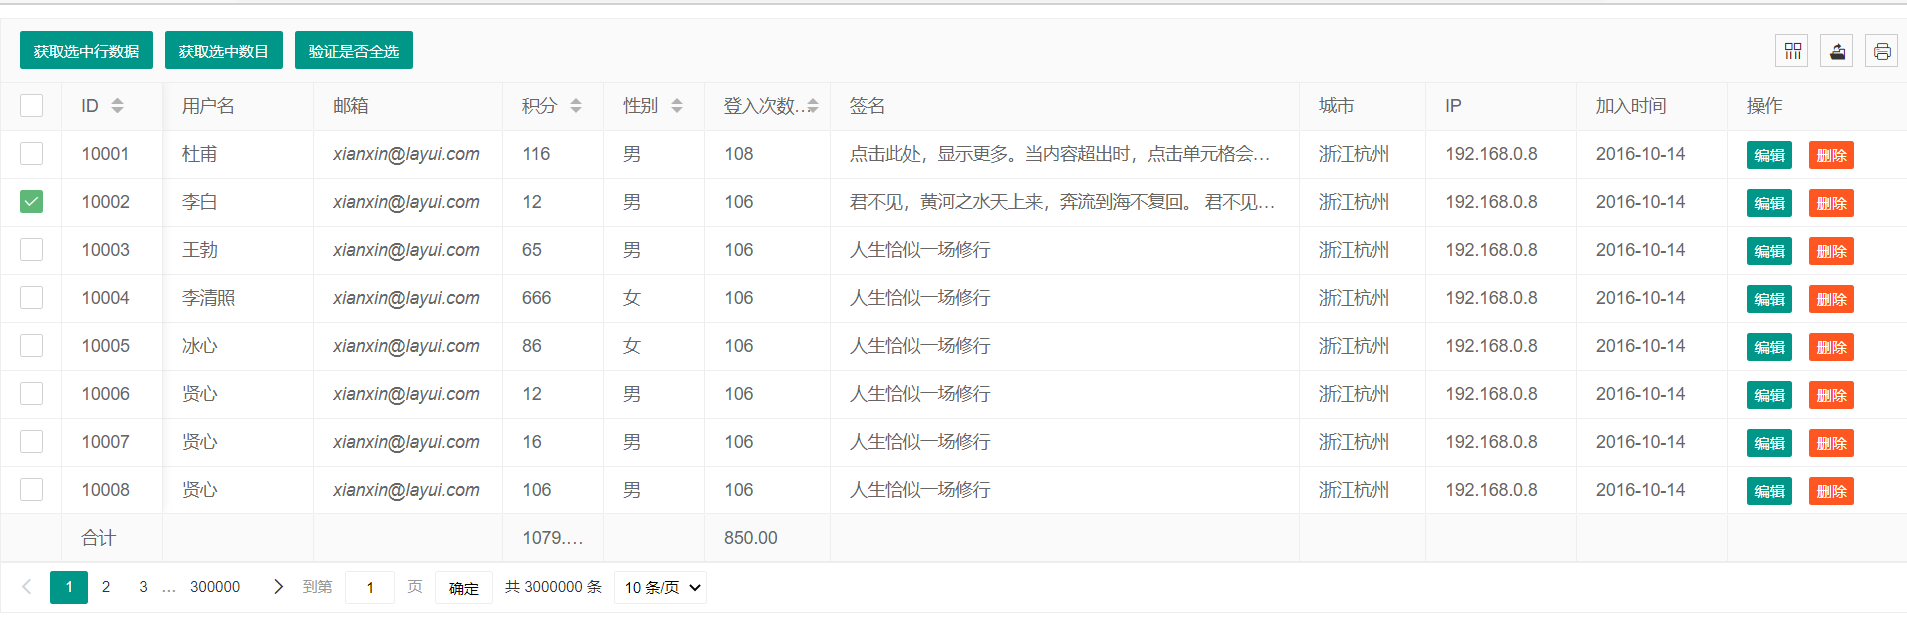 获取选中行数据 获取选中数目 验证是否全选
ID 用户名 邮箱 积分 性别 登入次数... 签名 城市 IP 加入时间 操作
10001 杜甫 xianxin@layui.com 116 男 108 点击此处，显示更多。当内容超出时，点击单元格会... 浙江杭州 192.168.0.8 2016-10-14 编辑 删除
10002 李白 xianxin@layui.com 12 男 106 君不见，黄河之水天上来，奔流到海不复回。 君不见... 浙江杭州 192.168.0.8 2016-10-14 编辑 删除
10003 王勃 xianxin@layui.com 65 男 106 人生恰似一场修行 浙江杭州 192.168.0.8 2016-10-14 编辑 删除
10004 李清照 xianxin@layui.com 666 女 106 人生恰似一场修行 浙江杭州 192.168.0.8 2016-10-14 编辑 删除
10005 冰心 xianxin@layui.com 86 女 106 人生恰似一场修行 浙江杭州 192.168.0.8 2016-10-14 编辑 删除
10006 贤心 xianxin@layui.com 12 男 106 人生恰似一场修行 浙江杭州 192.168.0.8 2016-10-14 编辑 删除
10007 贤心 xianxin@layui.com 16 男 106 人生恰似一场修行 浙江杭州 192.168.0.8 2016-10-14 编辑 删除
10008 贤心 xianxin@layui.com 106 男 106 人生恰似一场修行 浙江杭州 192.168.0.8 2016-10-14 编辑 删除
合计 1079.... 850.00
1 2 3 ... 300000 到第 1 页 确定 共 3000000 条 10 条/页